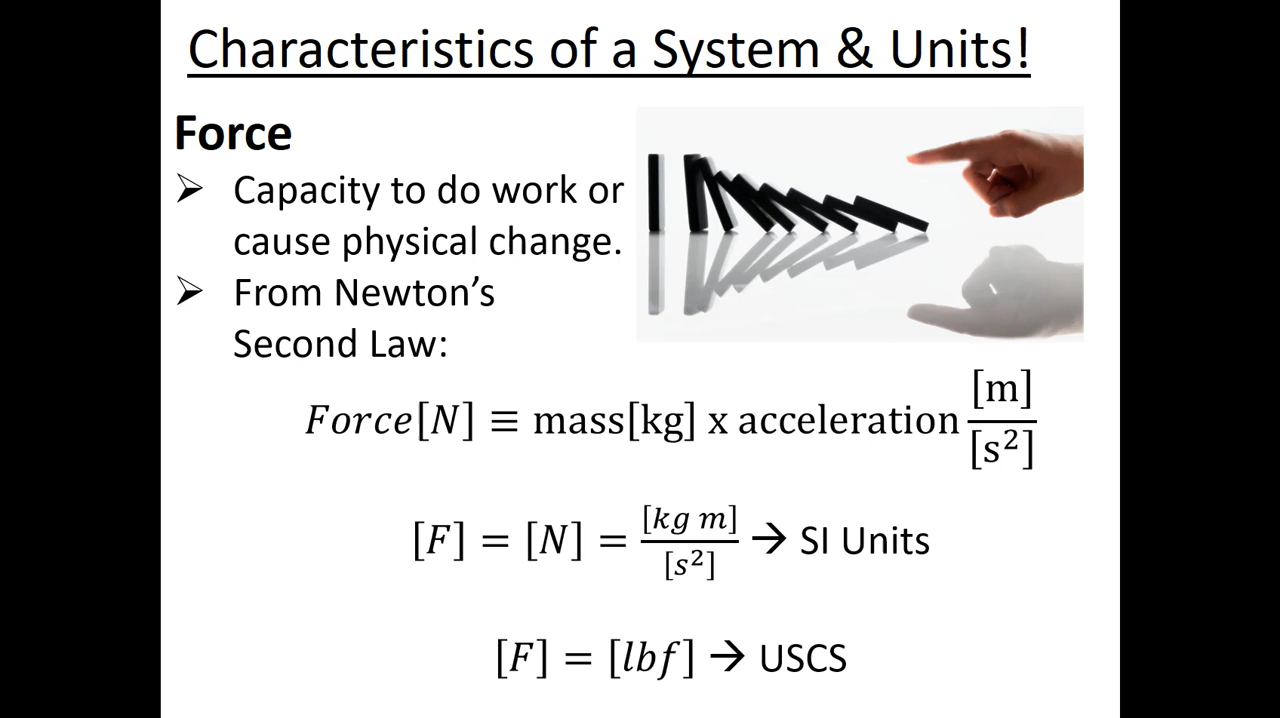 Characteristics of a System & Units!
Force
➢ Capacity to do work or
cause physical change.
➢ From Newton’s
Second Law:
Force[N] ≡ mass[kg] x acceleration [m]/[s²]
[F] = [N] = [kg m]/[s²] → SI Units
[F] = [lbf] → USCS